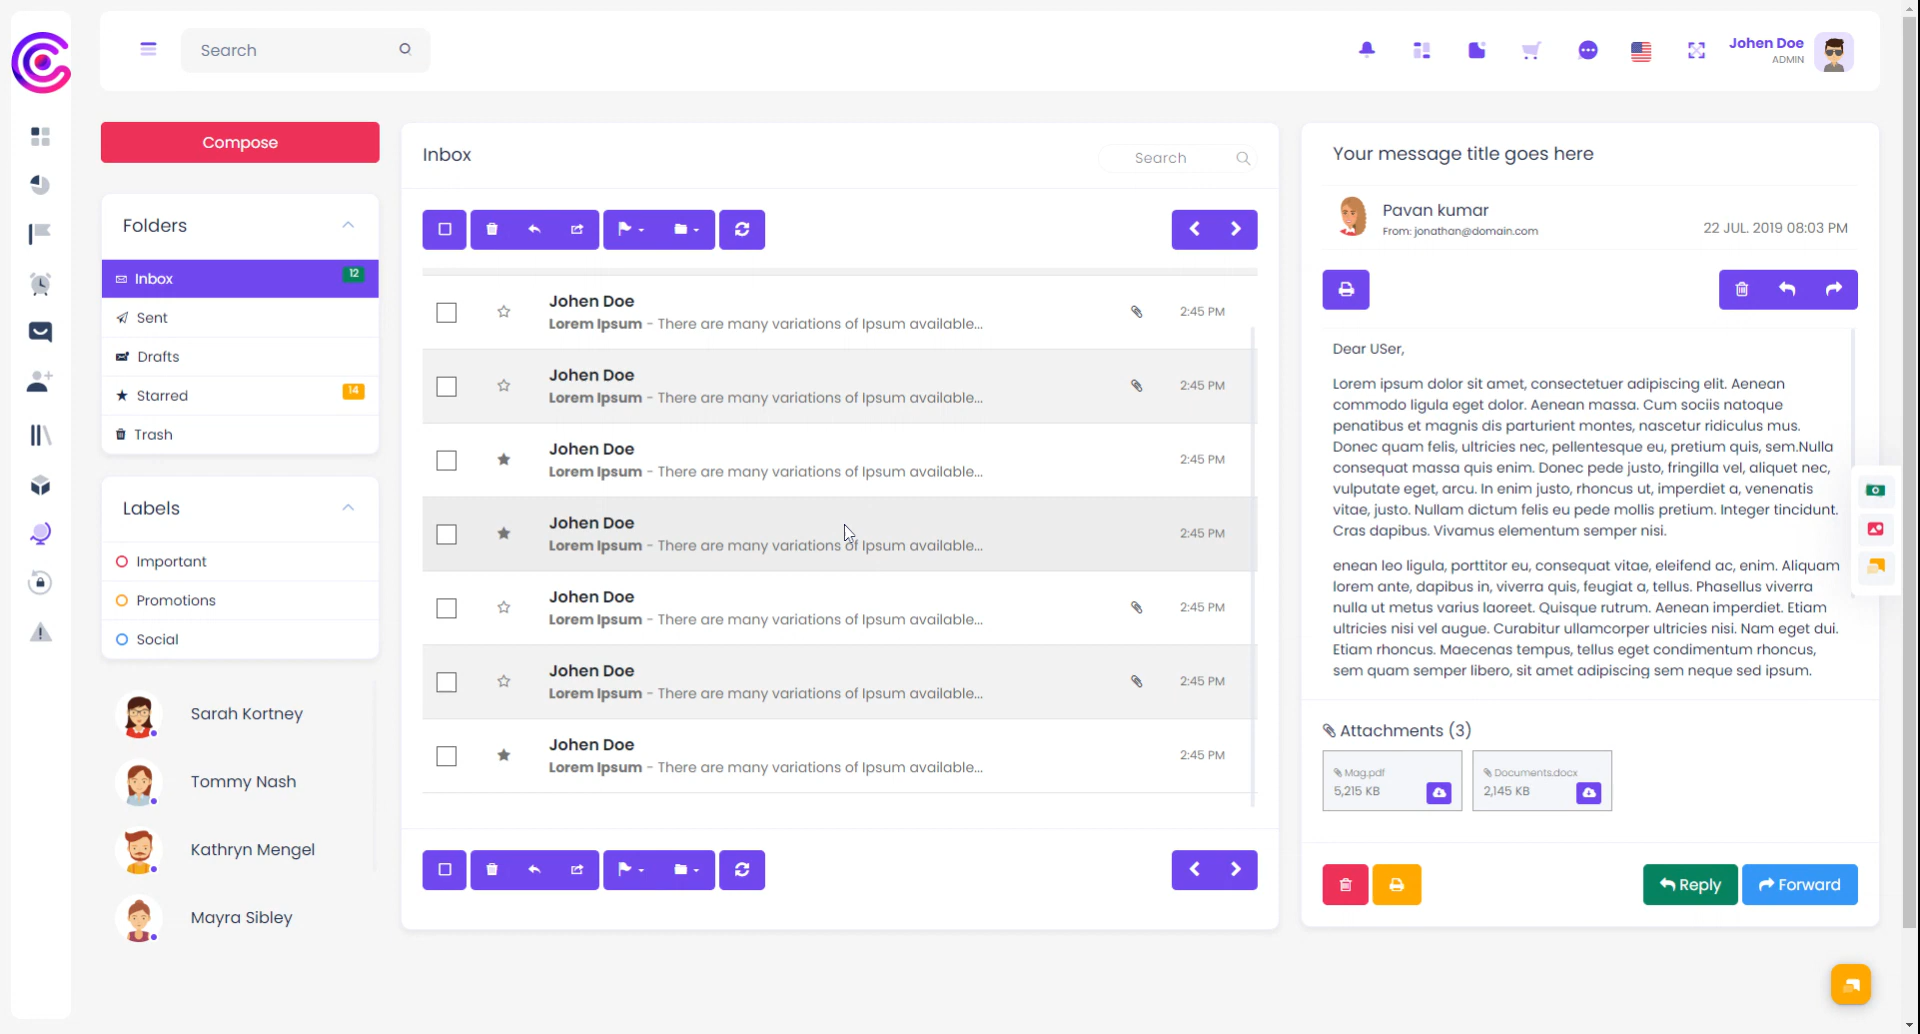 Search
Johen Doe
ADMIN
Compose
Folders
Inbox
12
Sent
Drafts
Starred
14
Trash
Labels
Important
Promotions
Social
Sarah Kortney
Tommy Nash
Kathryn Mengel
Mayra Sibley
Inbox
Search
Johen Doe
Lorem Ipsum - There are many variations of Ipsum available...
2:45 PM
Johen Doe
Lorem Ipsum - There are many variations of Ipsum available...
2:45 PM
Johen Doe
Lorem Ipsum - There are many variations of Ipsum available...
2:45 PM
Johen Doe
Lorem Ipsum - There are many variations of Ipsum available...
2:45 PM
Johen Doe
Lorem Ipsum - There are many variations of Ipsum available...
2:45 PM
Johen Doe
Lorem Ipsum - There are many variations of Ipsum available...
2:45 PM
Johen Doe
Lorem Ipsum - There are many variations of Ipsum available...
2:45 PM
Your message title goes here
Pavan kumar
From: jonathan@domain.com
22 JUL. 2019 08:03 PM
Dear USer,
Lorem ipsum dolor sit amet, consectetuer adipiscing elit. Aenean
commodo ligula eget dolor. Aenean massa. Cum sociis natoque
penatibus et magnis dis parturient montes, nascetur ridiculus mus.
Donec quam felis, ultricies nec, pellentesque eu, pretium quis, sem.Nulla
consequat massa quis enim. Donec pede justo, fringilla vel, aliquet nec,
vulputate eget, arcu. In enim justo, rhoncus ut, imperdiet a, venenatis
vitae, justo. Nullam dictum felis eu pede mollis pretium. Integer tincidunt.
Cras dapibus. Vivamus elementum semper nisi.
enean leo ligula, porttitor eu, consequat vitae, eleifend ac, enim. Aliquam
lorem ante, dapibus in, viverra quis, feugiat a, tellus. Phasellus viverra
nulla ut metus varius laoreet. Quisque rutrum. Aenean imperdiet. Etiam
ultricies nisi vel augue. Curabitur ullamcorper ultricies nisi. Nam eget dui.
Etiam rhoncus. Maecenas tempus, tellus eget condimentum rhoncus,
sem quam semper libero, sit amet adipiscing sem neque sed ipsum.
Attachments (3)
Mag.pdf
5,215 KB
Documents.docx
2,145 KB
Reply
Forward